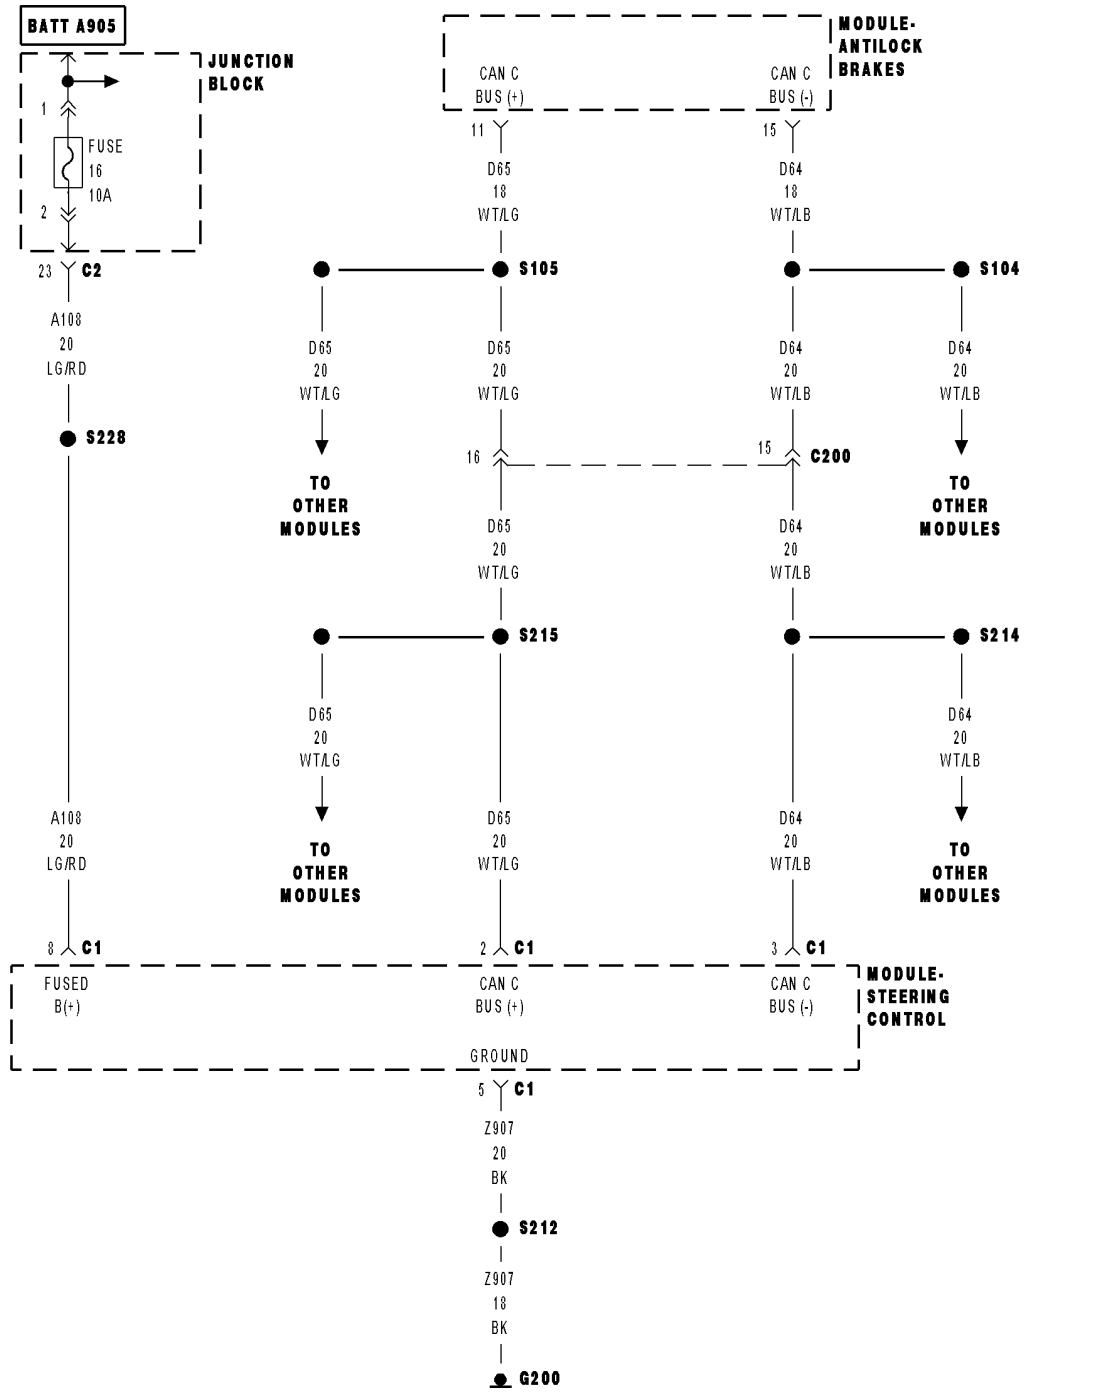 BATT A905
JUNCTION
BLOCK
1
FUSE
16
10A
2
23 C2
A108
20
LG/RD
S228
A108
20
LG/RD
8 C1
MODULE-
ANTILOCK
BRAKES
CAN C
BUS (+)
CAN C
BUS (-)
11
15
D65
18
WT/LG
D64
18
WT/LB
S105
S104
D65
20
WT/LG
D65
20
WT/LG
D64
20
WT/LB
D64
20
WT/LB
16
15
C200
TO
OTHER
MODULES
TO
OTHER
MODULES
D65
20
WT/LG
D64
20
WT/LB
S215
S214
D65
20
WT/LG
D64
20
WT/LB
D65
20
WT/LG
D64
20
WT/LB
TO
OTHER
MODULES
TO
OTHER
MODULES
2 C1
3 C1
FUSED
B(+)
CAN C
BUS (+)
CAN C
BUS (-)
MODULE-
STEERING
CONTROL
GROUND
5 C1
Z907
20
BK
S212
Z907
18
BK
G200